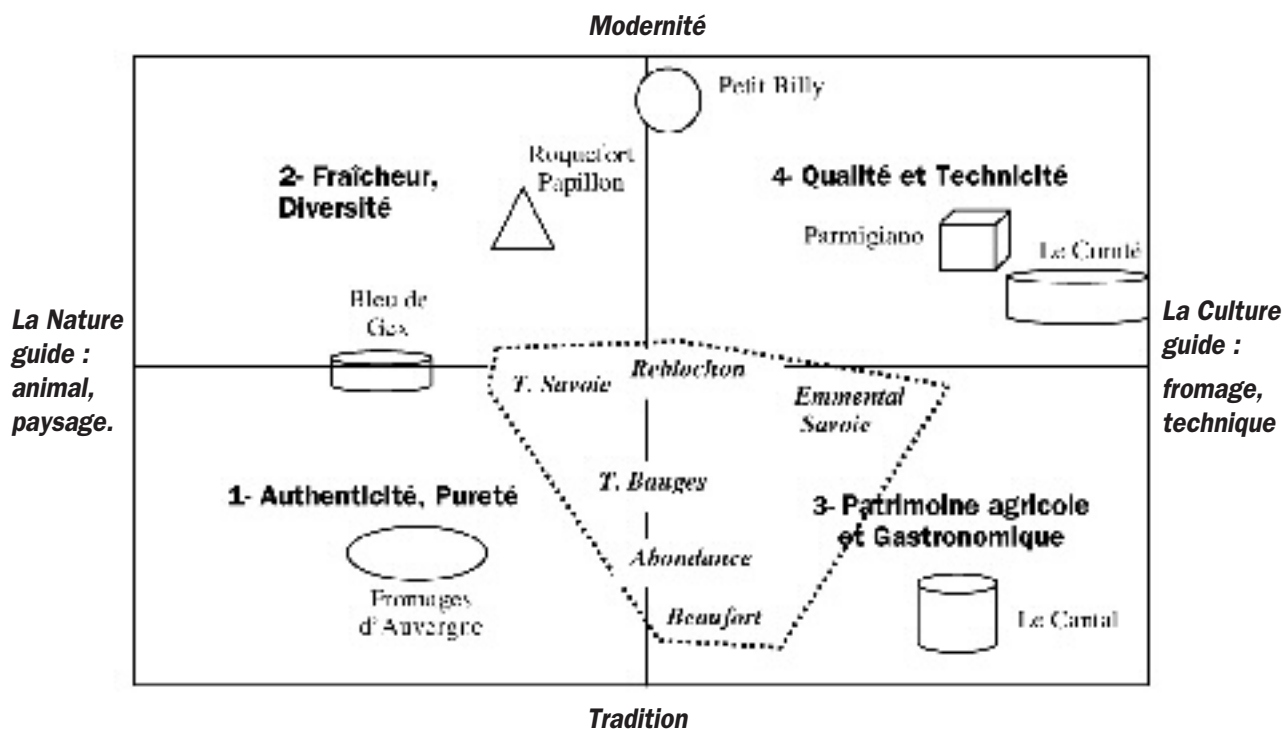 Modernité
Petit Billy
Roquefort
Papillon
2- Fraîcheur,
Diversité
4- Qualité et Technicité
Parmigiano
Le Comté
Bleu de
Gex
La Nature
guide :
animal,
paysage.
La Culture
guide :
fromage,
technique
T. Savoie
Reblochon
Emmental
Savoie
T. Bauges
1- Authenticité, Pureté
3- Patrimoine agricole
et Gastronomique
Abondance
Fromages
d'Auvergne
Beaufort
Le Cantal
Tradition